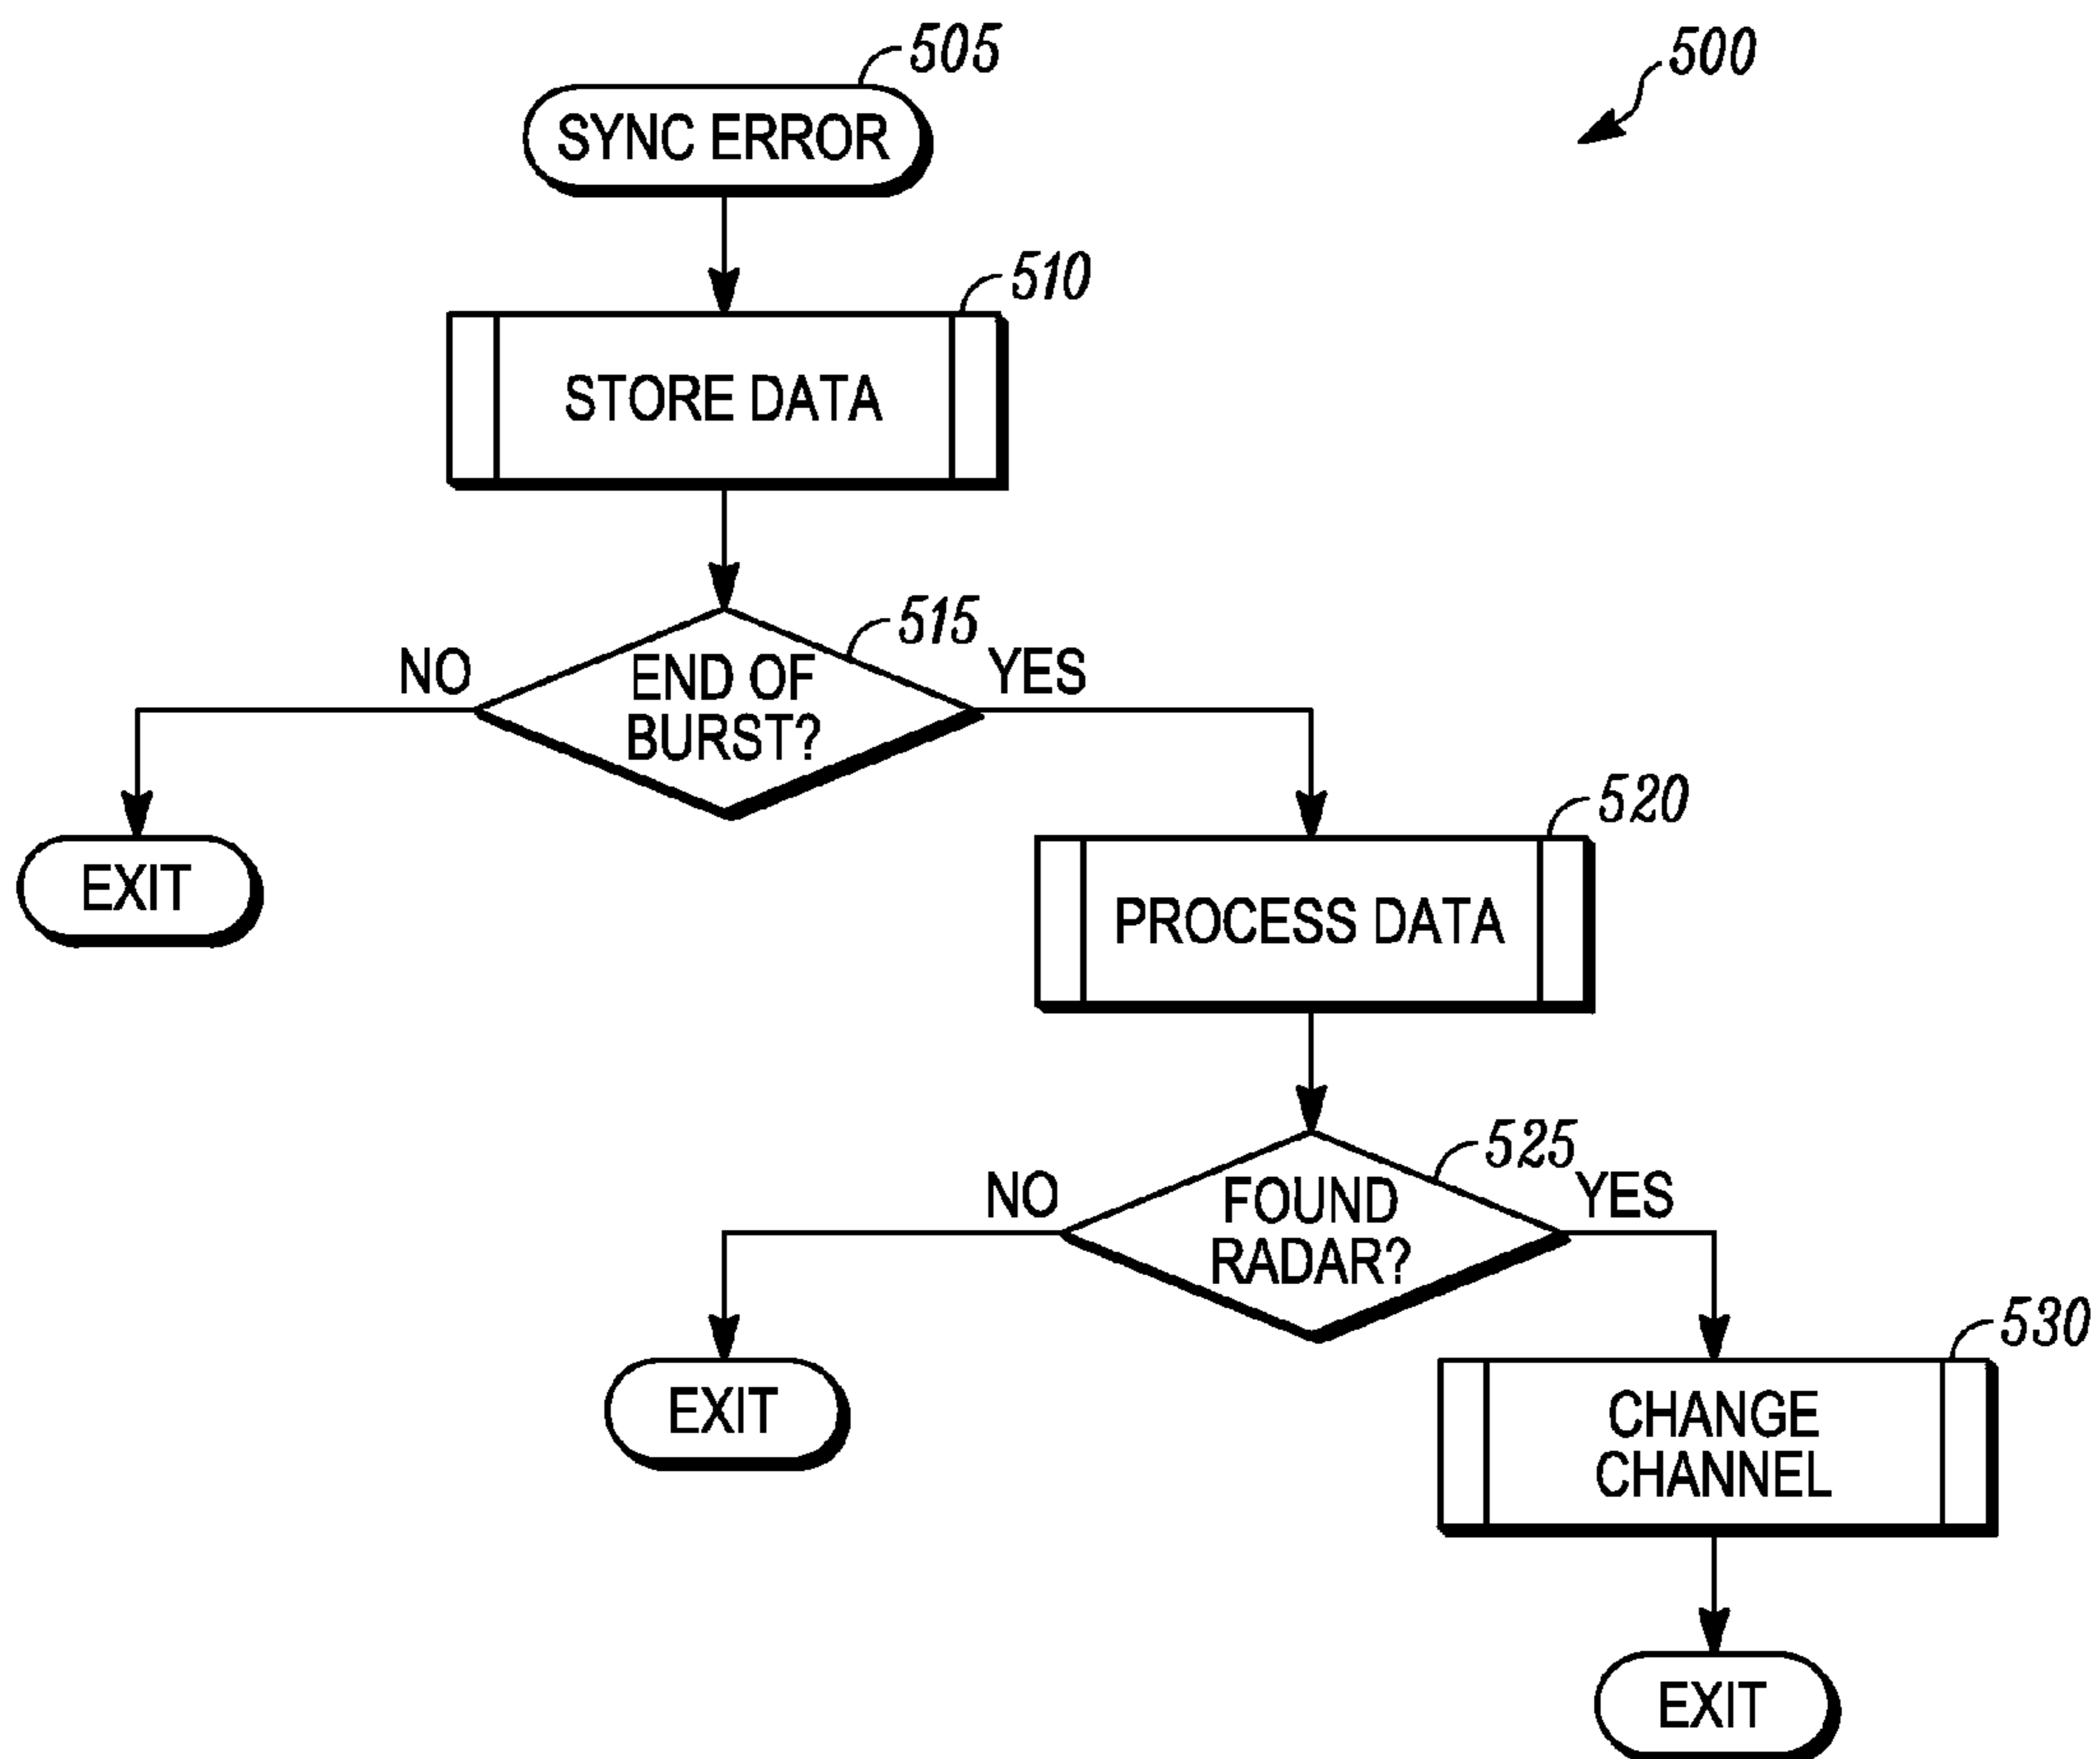 505
500
SYNC ERROR
510
STORE DATA
515
NO
YES
END OF
BURST?
520
EXIT
PROCESS DATA
525
NO
YES
FOUND
RADAR?
530
EXIT
CHANGE
CHANNEL
EXIT